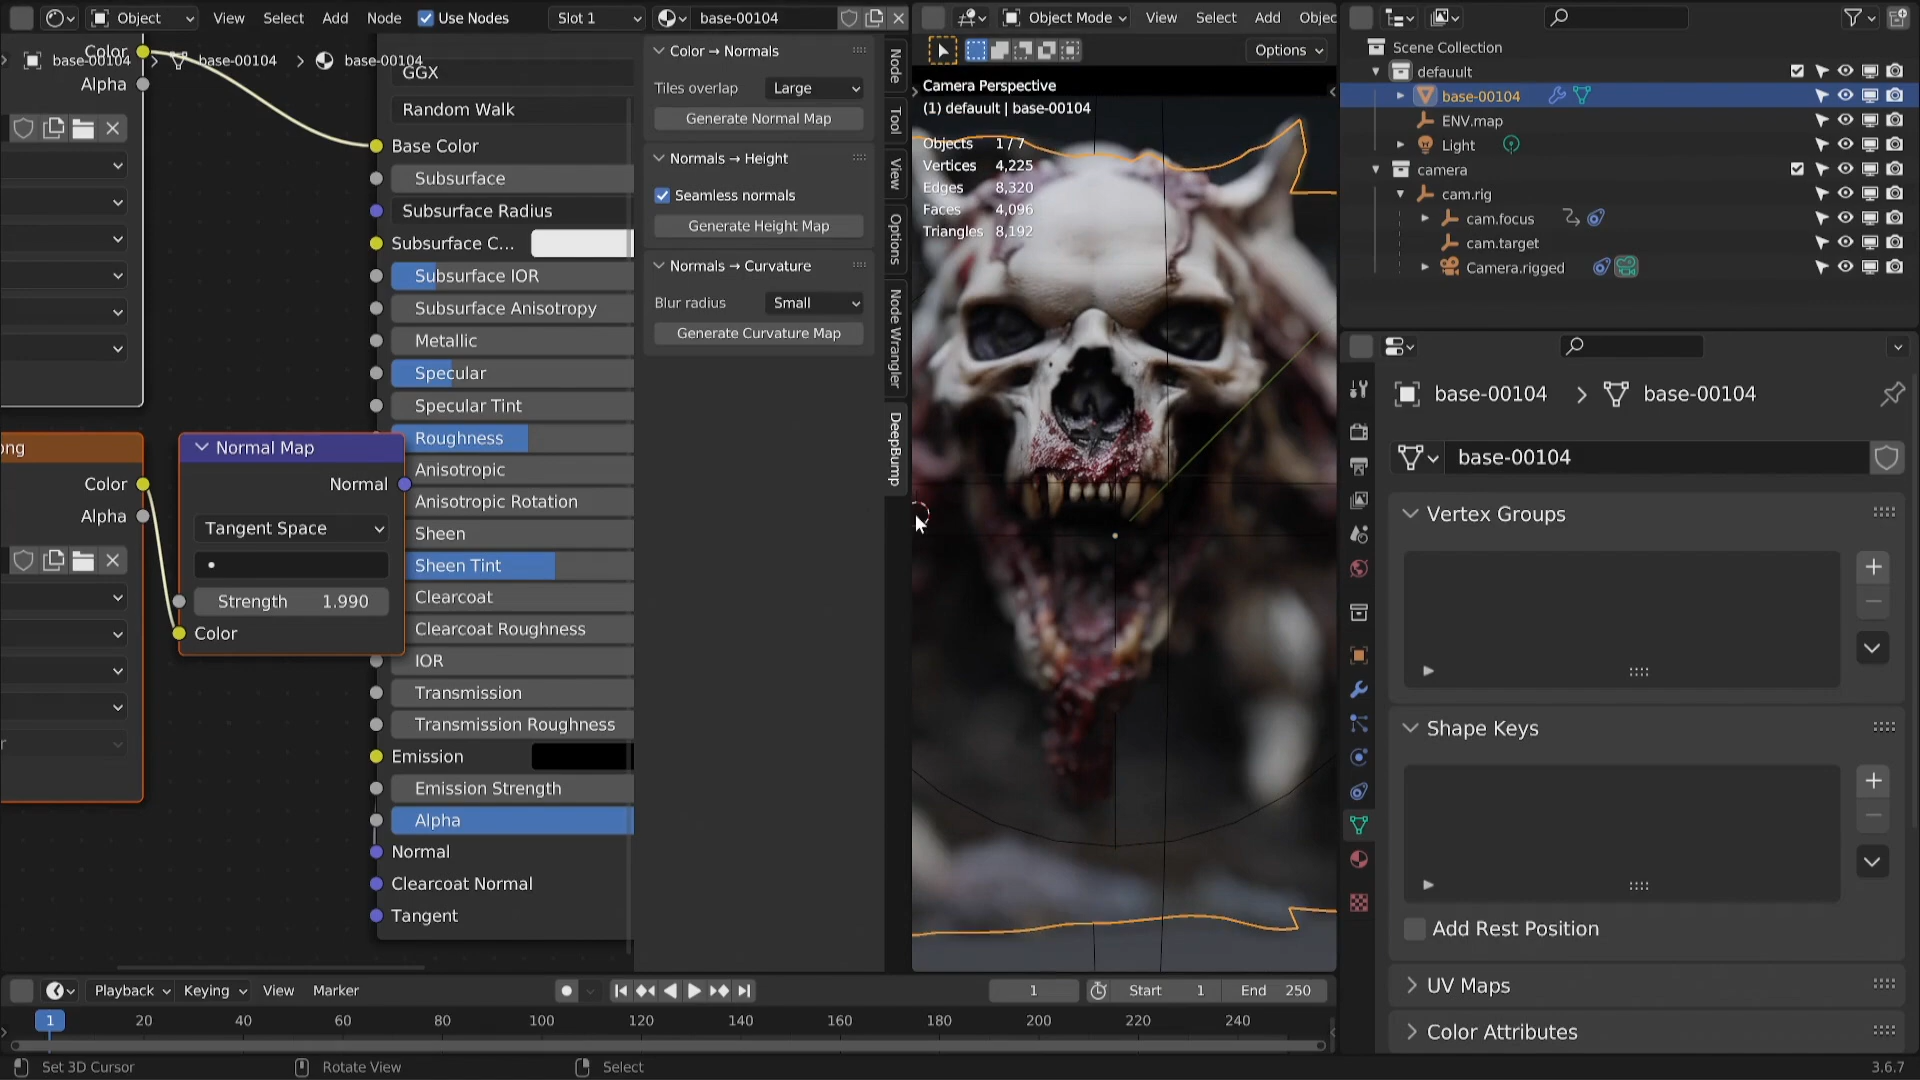 Object
View
Select
Add
Node
Use Nodes
Slot 1
base-00104
Color
base-00104
base-00104
base-00104
Alpha
ong
Color
Alpha
Normal Map
Normal
Tangent Space
Strength 1.990
Color
GGX
Random Walk
Base Color
Subsurface
Subsurface Radius
Subsurface C...
Subsurface IOR
Subsurface Anisotropy
Metallic
Specular
Specular Tint
Roughness
Anisotropic
Anisotropic Rotation
Sheen
Sheen Tint
Clearcoat
Clearcoat Roughness
IOR
Transmission
Transmission Roughness
Emission
Emission Strength
Alpha
Normal
Clearcoat Normal
Tangent
Color → Normals
Tiles overlap Large
Generate Normal Map
Normals → Height
Seamless normals
Generate Height Map
Normals → Curvature
Blur radius Small
Generate Curvature Map
Node
Tool
View
Options
Node Wrangler
DeepBump
Object Mode
View
Select
Add
Objec
Options
Camera Perspective
(1) defauult | base-00104
Objects 1 / 7
Vertices 4,225
Edges 8,320
Faces 4,096
Triangles 8,192
Scene Collection
defauult
base-00104
ENV.map
Light
camera
cam.rig
cam.focus
cam.target
Camera.rigged
base-00104
base-00104
base-00104
Vertex Groups
Shape Keys
Add Rest Position
UV Maps
Color Attributes
Playback
Keying
View
Marker
1
Start 1
End 250
1 20 40 60 80 100 120 140 160 180 200 220 240
Set 3D Cursor
Rotate View
Select
3.6.7